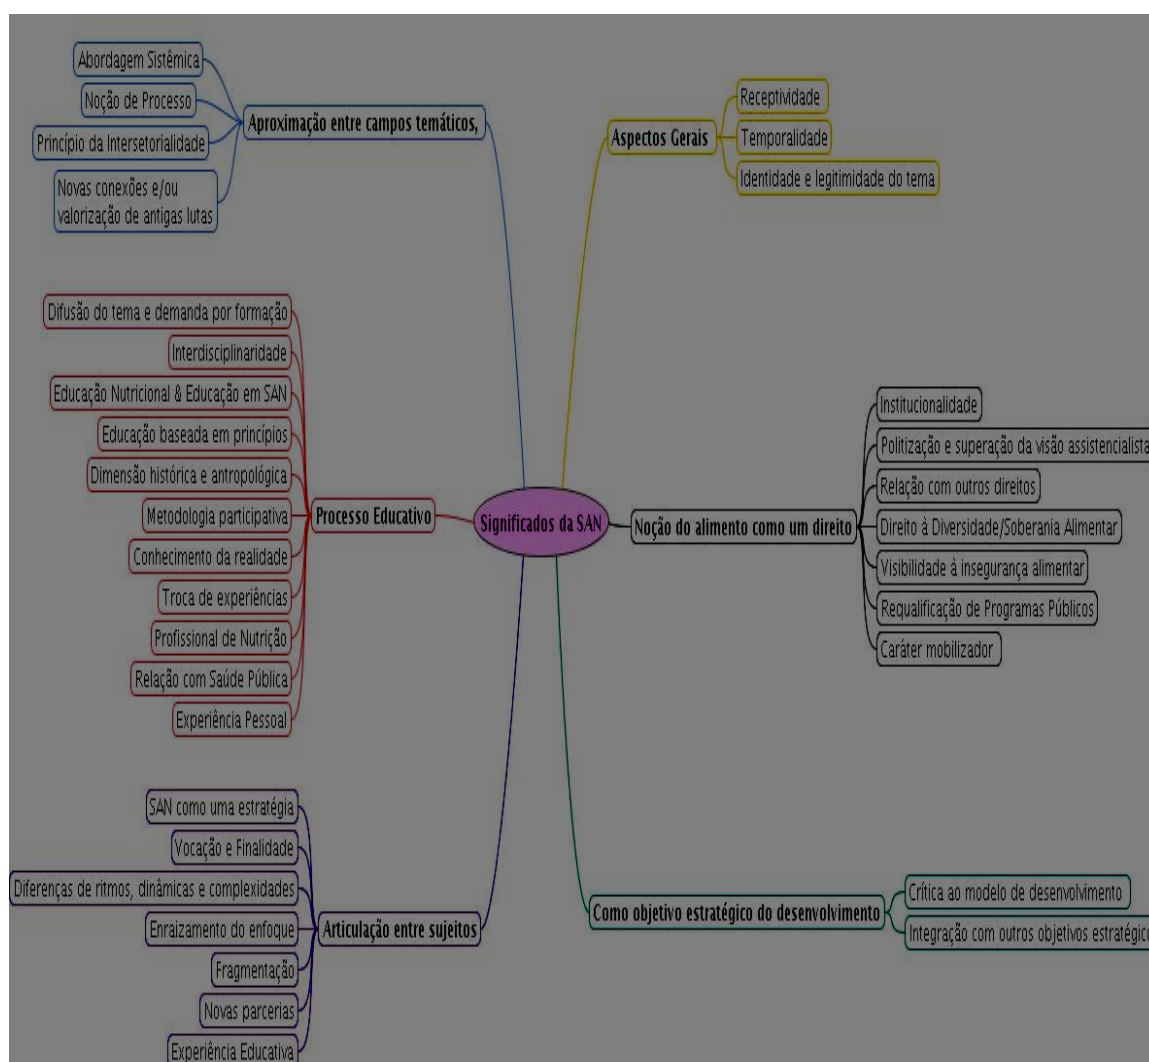 Abordagem Sistêmica
Noção de Processo
Princípio da Intersetorialidade
Novas conexões e/ou
valorização de antigas lutas
Aproximação entre campos temáticos,
Aspectos Gerais
Receptividade
Temporalidade
Identidade e legitimidade do tema
Difusão do tema e demanda por formação
Interdisciplinaridade
Educação Nutricional & Educação em SAN
Educação baseada em princípios
Dimensão histórica e antropológica
Metodologia participativa
Conhecimento da realidade
Troca de experiências
Profissional de Nutrição
Relação com Saúde Pública
Experiência Pessoal
Processo Educativo
Significados da SAN
Noção do alimento como um direito
Institucionalidade
Politização e superação da visão assistencialista
Relação com outros direitos
Direito à Diversidade/Soberania Alimentar
Visibilidade à insegurança alimentar
Requalificação de Programas Públicos
Caráter mobilizador
SAN como uma estratégia
Vocação e Finalidade
Diferenças de ritmos, dinâmicas e complexidades
Enraizamento do enfoque
Fragmentação
Novas parcerias
Experiência Educativa
Articulação entre sujeitos
Como objetivo estratégico do desenvolvimento
Crítica ao modelo de desenvolvimento
Integração com outros objetivos estratégico